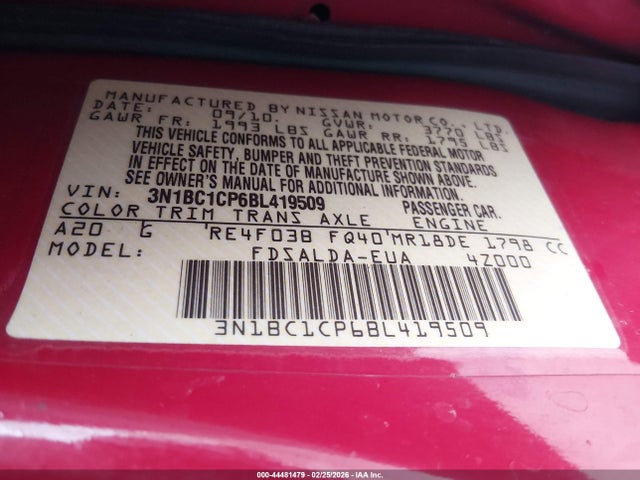 MANUFACTURED BY NISSAN MOTOR CO., LTD.
DATE: 09/10. GVWR: 3770 LBS
GAWR FR: 1993 LBS GAWR RR: 1795 LBS
THIS VEHICLE CONFORMS TO ALL APPLICABLE FEDERAL MOTOR
VEHICLE SAFETY, BUMPER AND THEFT PREVENTION STANDARDS
IN EFFECT ON THE DATE OF MANUFACTURE SHOWN ABOVE.
SEE OWNER'S MANUAL FOR ADDITIONAL INFORMATION.
VIN: 3N1BC1CP6BL419509 PASSENGER CAR.
COLOR TRIM TRANS AXLE ENGINE
A20 G RE4F03B FQ40 MR18DE 1798 CC
FDSALDA-EUA 4Z000
3N1BC1CP6BL419509
000-44481479 - 02/25/2026 - IAA Inc.